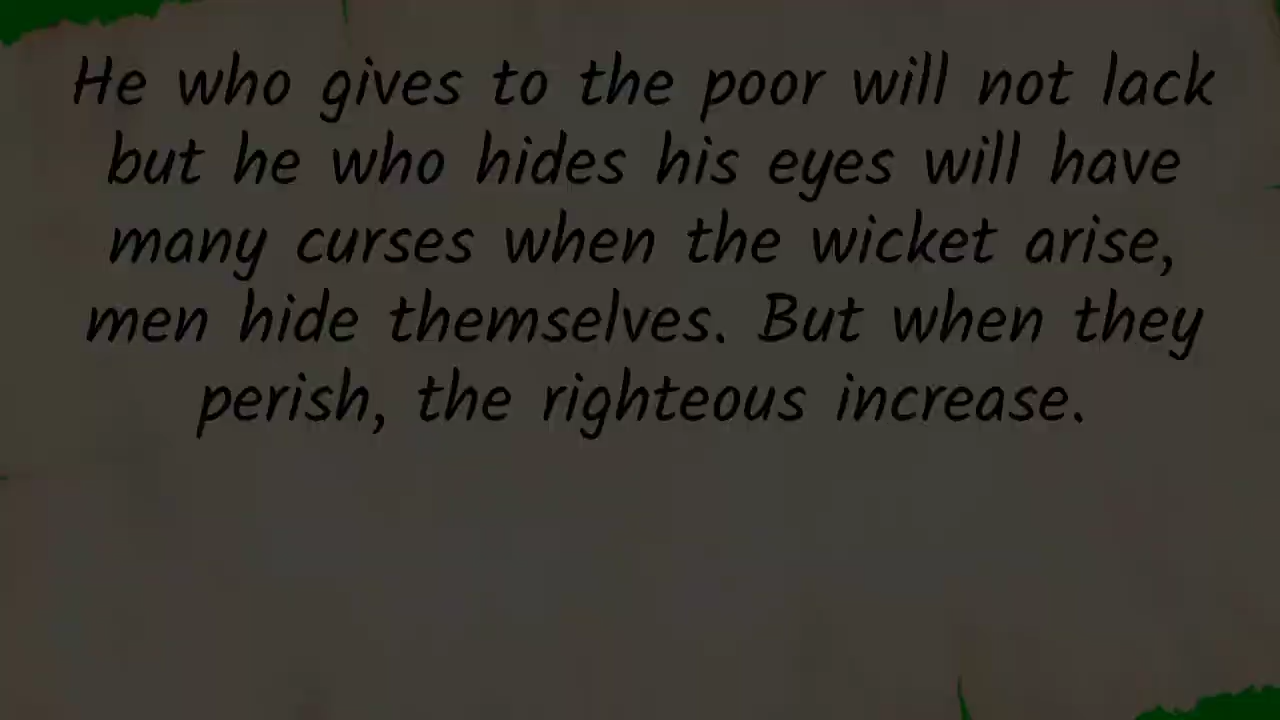 He who gives to the poor will not lack
but he who hides his eyes will have
many curses when the wicket arise,
men hide themselves. But when they
perish, the righteous increase.